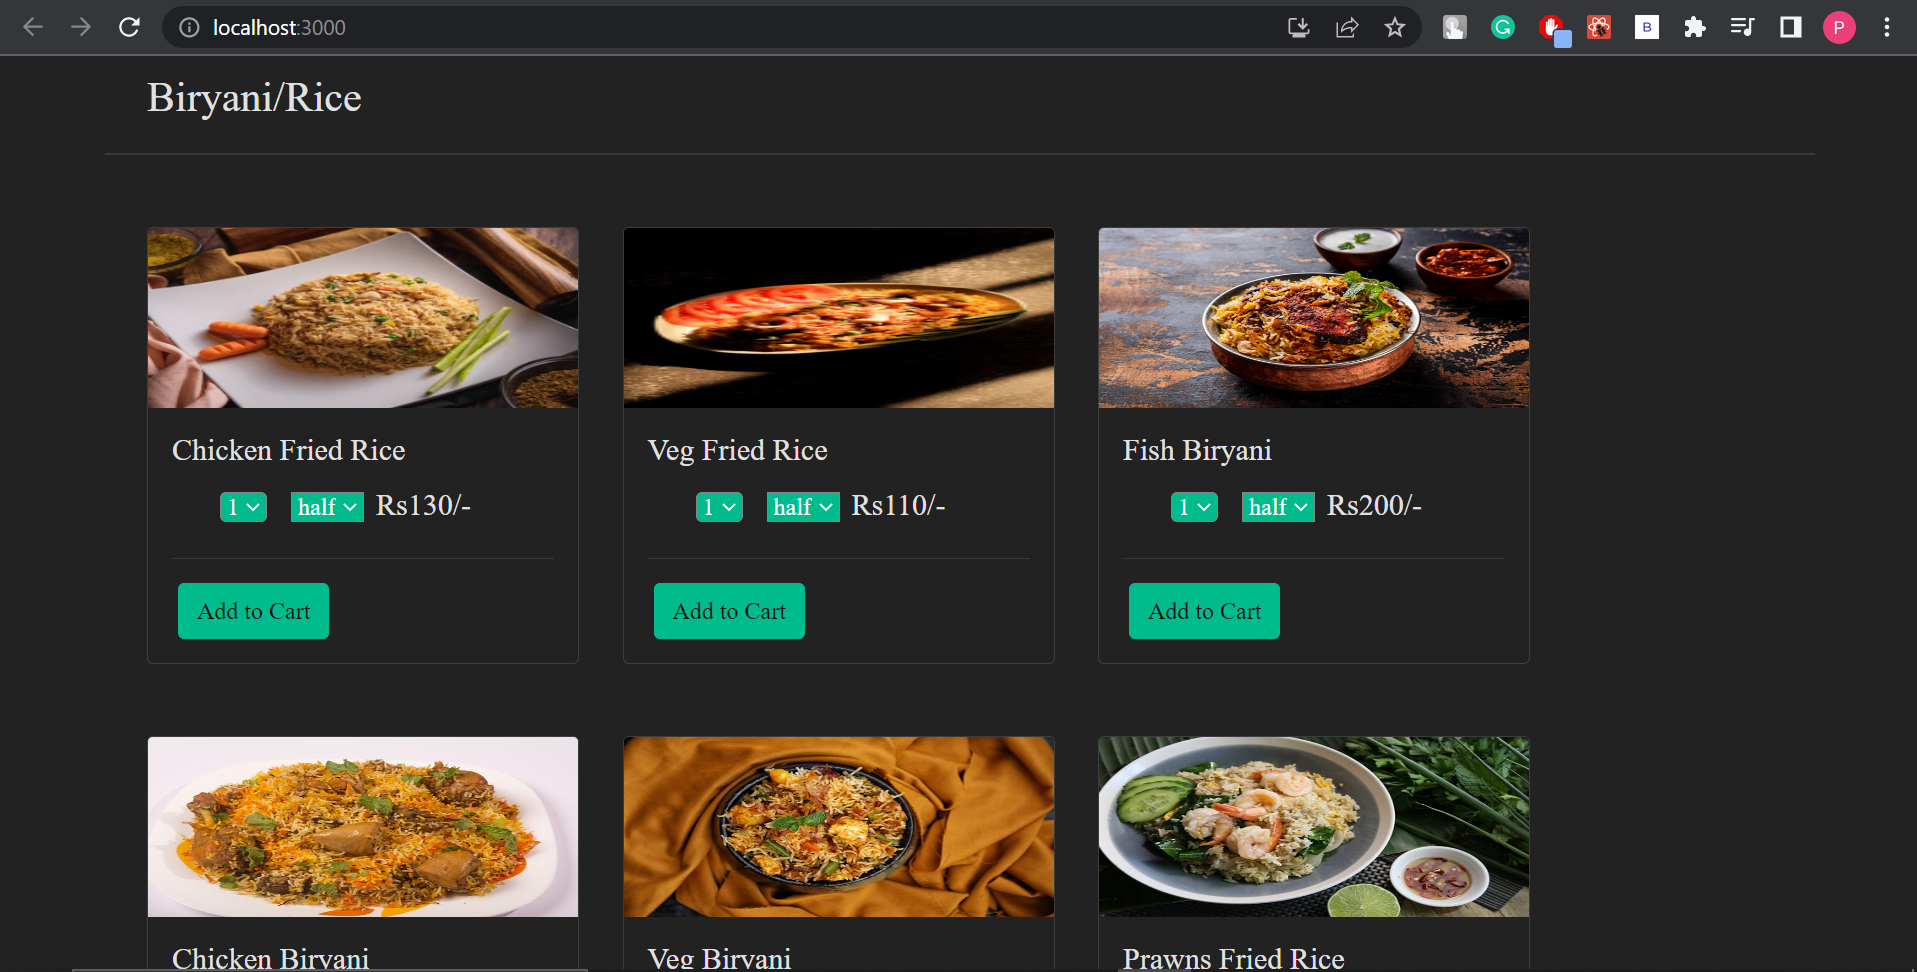 localhost:3000
G
B
P
Biryani/Rice
Chicken Fried Rice
1 half Rs130/-
Add to Cart
Veg Fried Rice
1 half Rs110/-
Add to Cart
Fish Biryani
1 half Rs200/-
Add to Cart
Chicken Biryani
Veg Biryani
Prawns Fried Rice